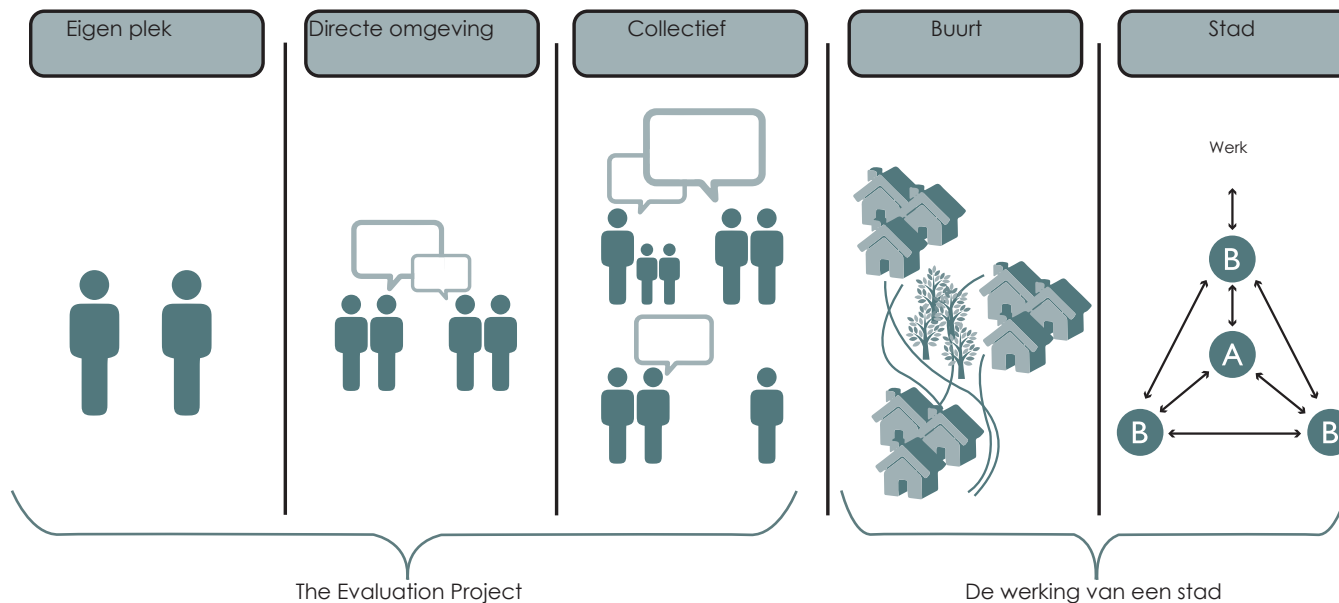 Eigen plek
Directe omgeving
Collectief
Buurt
Stad
Werk
B
A
B
B
The Evaluation Project
De werking van een stad